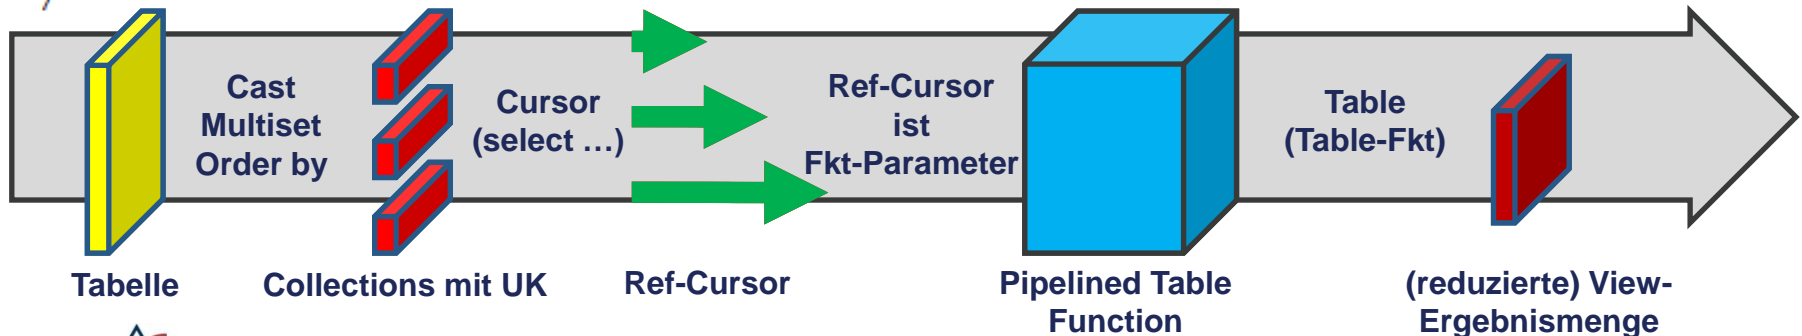 Cast
Multiset
Order by
Cursor
(select …)
Ref-Cursor
ist
Fkt-Parameter
Table
(Table-Fkt)
Tabelle
Collections mit UK
Ref-Cursor
Pipelined Table
Function
(reduzierte) View-
Ergebnismenge